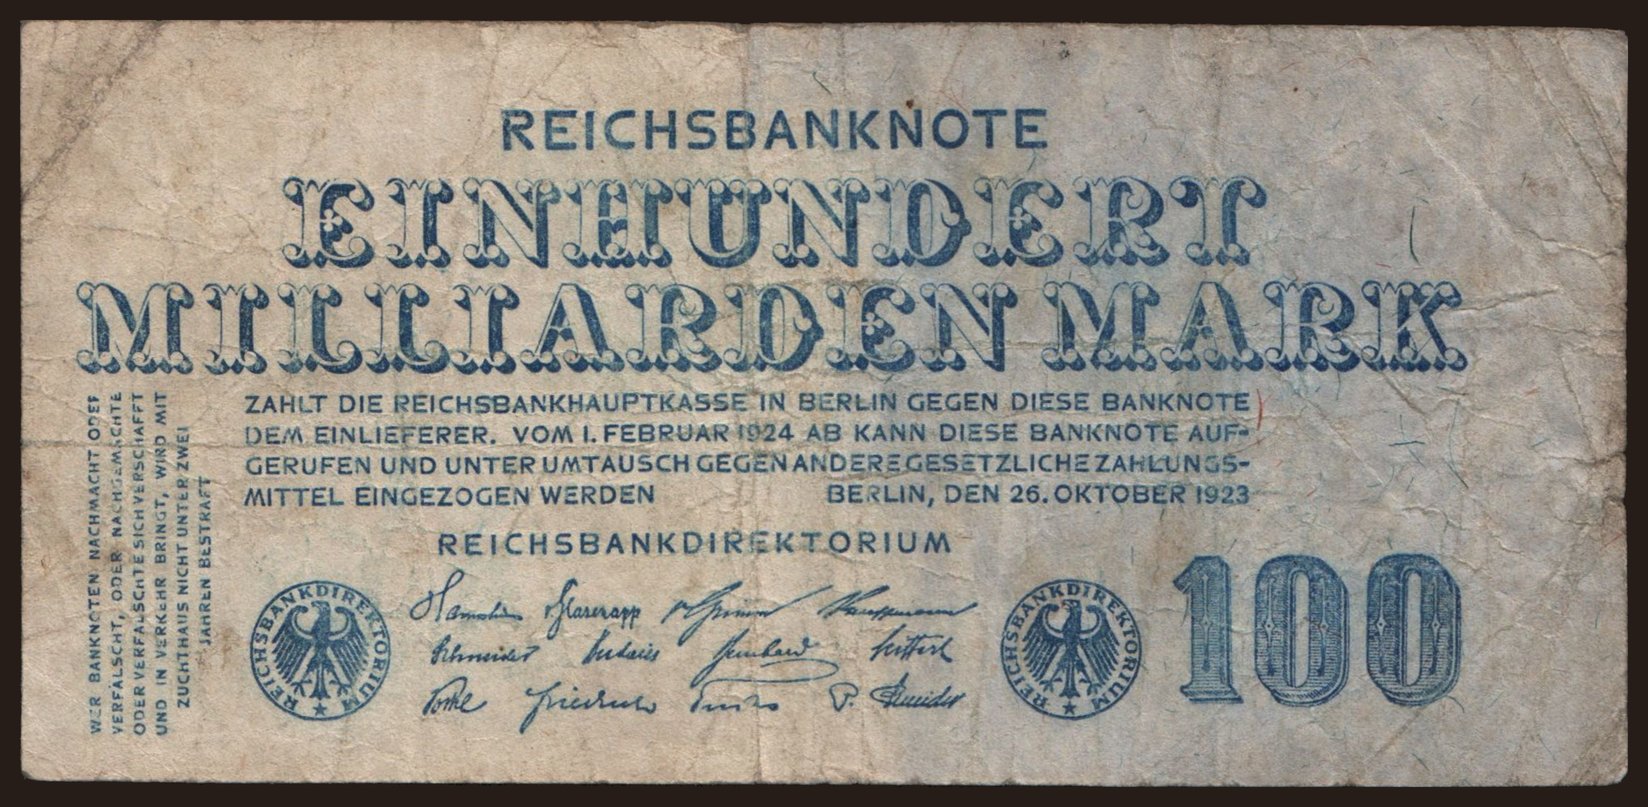 REICHSBANKNOTE
EINHUNDERT
MILLIARDEN MARK
ZAHLT DIE REICHSBANKHAUPTKASSE IN BERLIN GEGEN DIESE BANKNOTE
DEM EINLIEFERER. VOM 1. FEBRUAR 1924 AB KANN DIESE BANKNOTE AUF-
GERUFEN UND UNTER UMTAUSCH GEGEN ANDERE GESETZLICHE ZAHLUNGS-
MITTEL EINGEZOGEN WERDEN BERLIN, DEN 26. OKTOBER 1923
REICHSBANKDIREKTORIUM
WER BANKNOTEN NACHMACHT ODER
VERFÄLSCHT, ODER NACHGEMACHTE
ODER VERFÄLSCHTE SICH VERSCHAFFT
UND IN VERKEHR BRINGT, WIRD MIT
ZUCHTHAUS NICHT UNTER ZWEI
JAHREN BESTRAFT
REICHSBANKDIREKTORIUM
Schneider
Friedrich
P. Schneider
REICHSBANKDIREKTORIUM
100